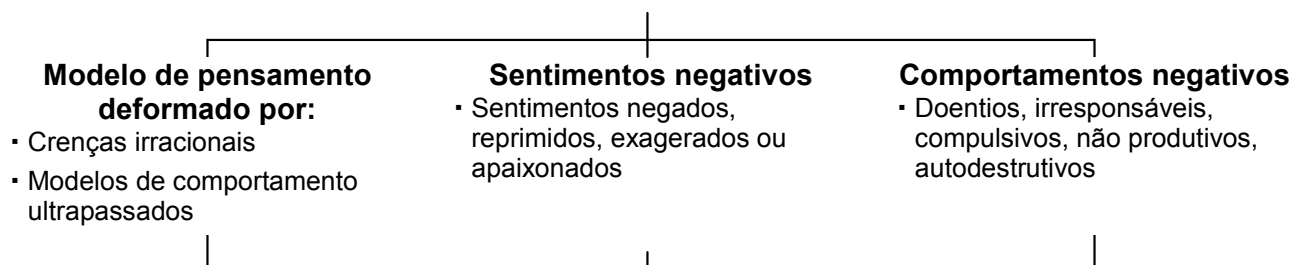 Modelo de pensamento
deformado por:
▪ Crenças irracionais
▪ Modelos de comportamento
ultrapassados
Sentimentos negativos
▪ Sentimentos negados,
reprimidos, exagerados ou
apaixonados
Comportamentos negativos
▪ Doentios, irresponsáveis,
compulsivos, não produtivos,
autodestrutivos